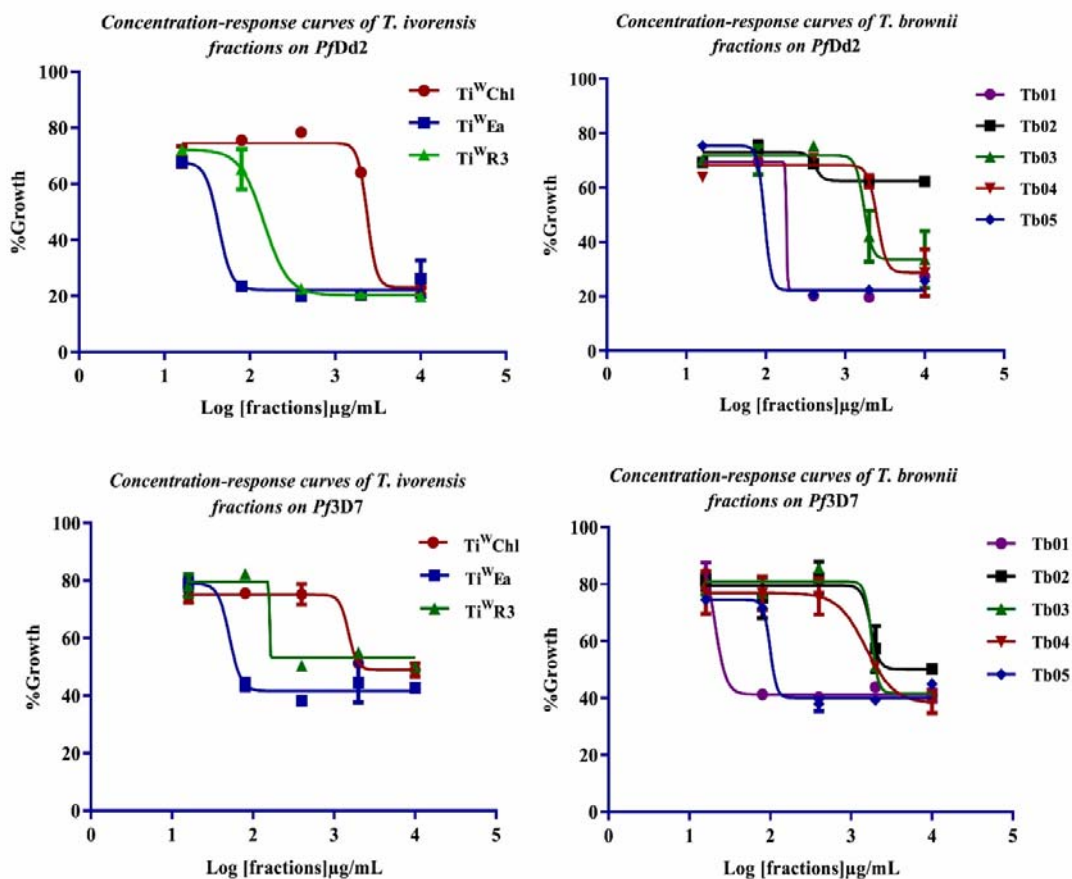 Concentration-response curves of T. ivorensis
fractions on PfDd2
%Growth
100
80
60
40
20
0
0 1 2 3 4 5
Log [fractions]µg/mL
TiᵂChl
TiᵂEa
TiᵂR3
Concentration-response curves of T. brownii
fractions on PfDd2
%Growth
100
80
60
40
20
0
0 1 2 3 4 5
Log [fractions]µg/mL
Tb01
Tb02
Tb03
Tb04
Tb05
Concentration-response curves of T. ivorensis
fractions on Pf3D7
%Growth
100
80
60
40
20
0
0 1 2 3 4 5
Log [fractions]µg/mL
TiᵂChl
TiᵂEa
TiᵂR3
Concentration-response curves of T. brownii
fractions on Pf3D7
%Growth
100
80
60
40
20
0
0 1 2 3 4 5
Log [fractions]µg/mL
Tb01
Tb02
Tb03
Tb04
Tb05